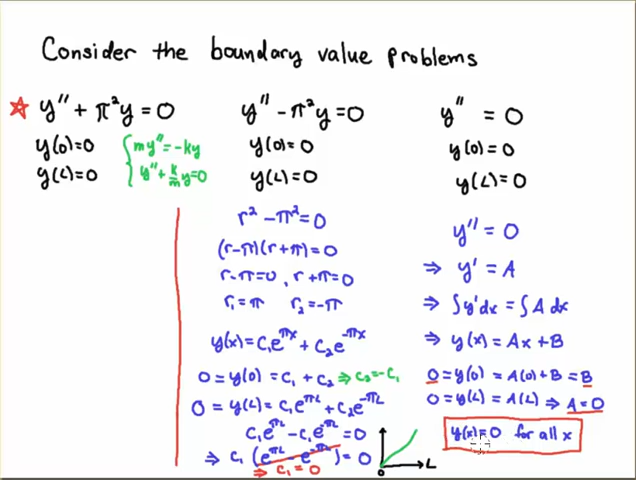 Consider the boundary value problems
y'' + π²y = 0
y(0)=0
y(L)=0
my'' = -ky
y'' + k/m y = 0
y'' - π²y = 0
y(0)=0
y(L)=0
r² - π² = 0
(r-π)(r+π) = 0
r-π=0, r+π=0
r₁=π r₂=-π
y(x) = c₁e^πx + c₂e^-πx
0 = y(0) = c₁ + c₂ ⇒ c₂=-c₁
0 = y(L) = c₁e^πL + c₂e^-πL
c₁e^πL - c₁e^-πL = 0
⇒ c₁(e^πL - e^-πL) = 0
⇒ c₁ = 0
0 L
y'' = 0
y(0)=0
y(L)=0
y'' = 0
⇒ y' = A
⇒ ∫y'dx = ∫A dx
⇒ y(x) = Ax + B
0 = y(0) = A(0) + B = B
0 = y(L) = A(L) ⇒ A=0
y(x)=0 for all x